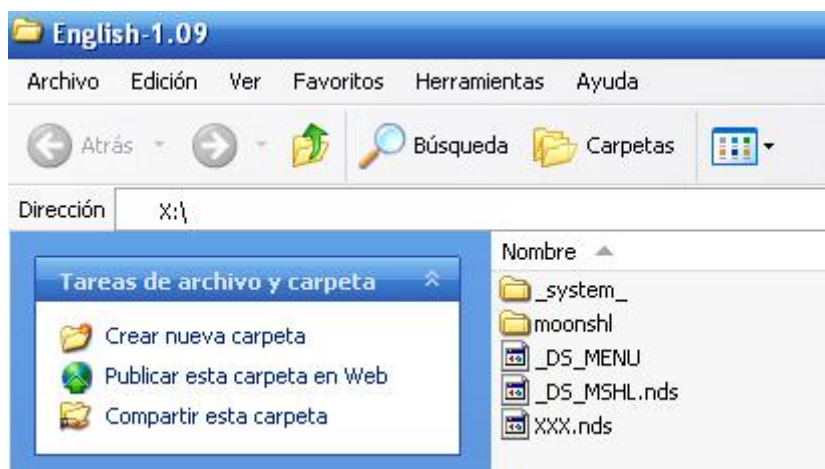 English-1.09
Archivo Edición Ver Favoritos Herramientas Ayuda
Atrás Búsqueda Carpetas
Dirección X:\
Nombre
Tareas de archivo y carpeta
Crear nueva carpeta
Publicar esta carpeta en Web
Compartir esta carpeta
_system_
moonshl
_DS_MENU
_DS_MSHL.nds
XXX.nds